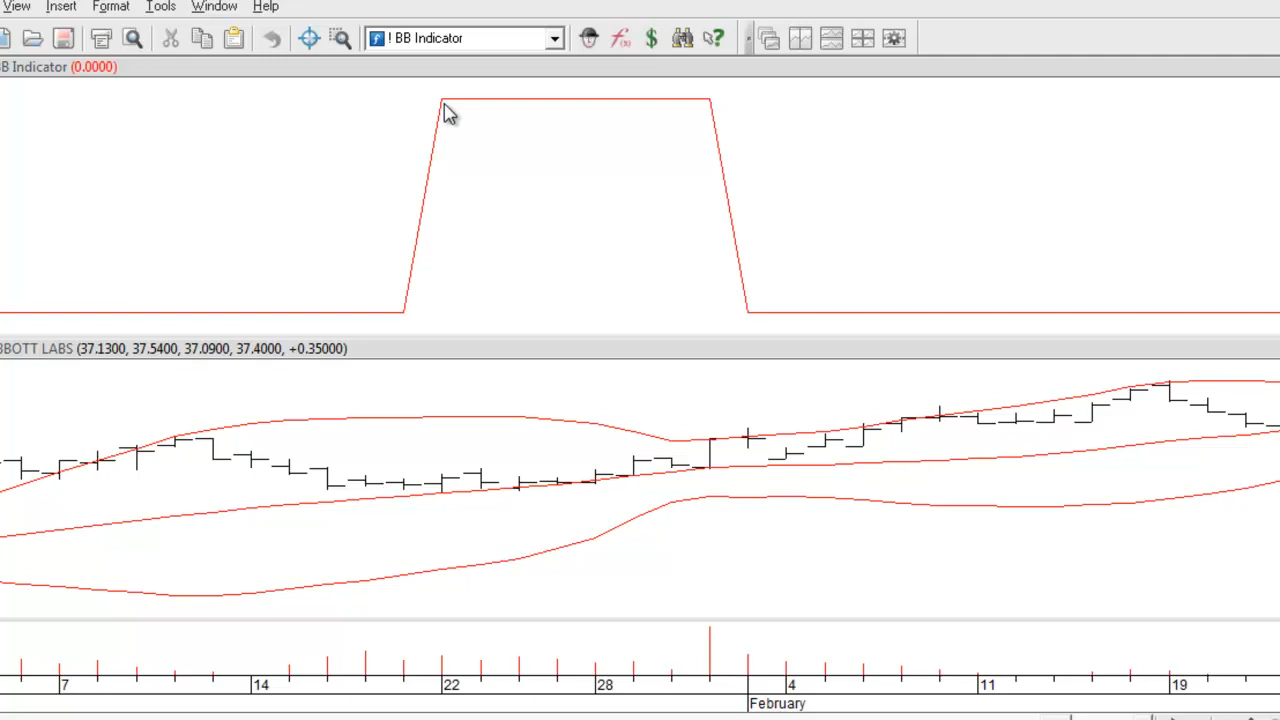 View Insert Format Tools Window Help
! BB Indicator
BB Indicator (0.0000)
BBOTT LABS (37.1300, 37.5400, 37.0900, 37.4000, +0.35000)
7 14 22 28 4 11 19
February